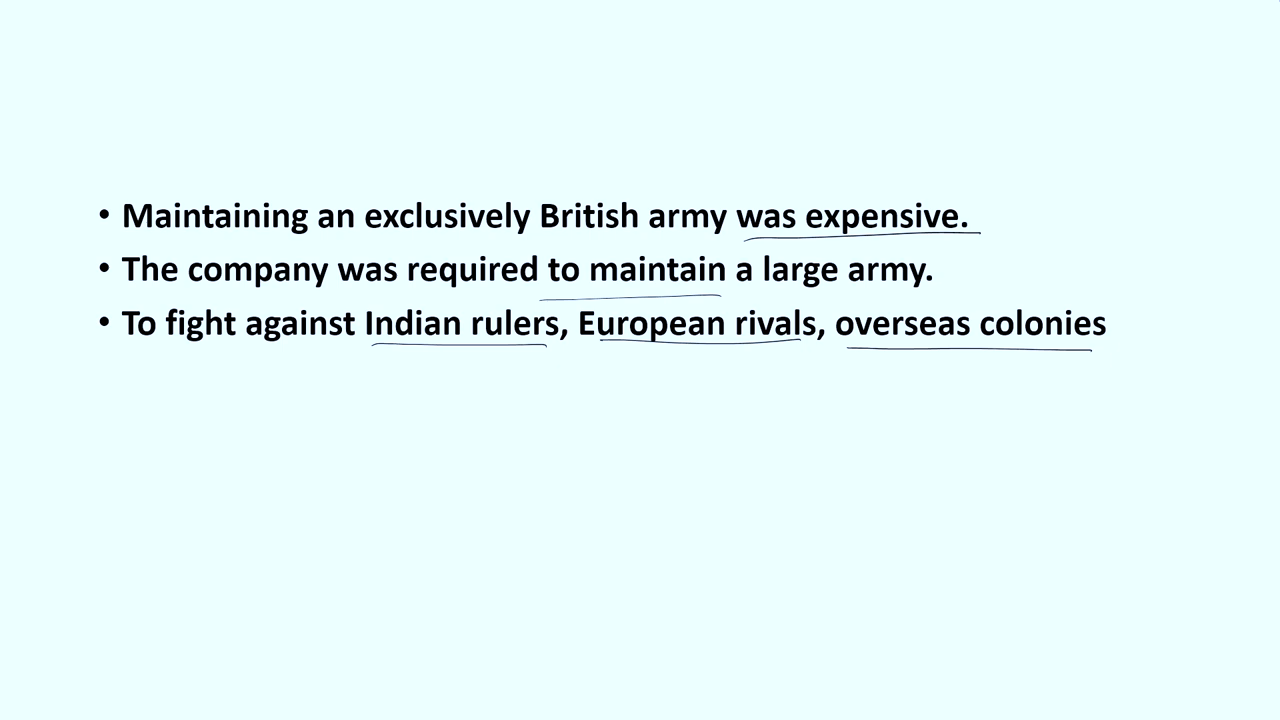 • Maintaining an exclusively British army was expensive.
• The company was required to maintain a large army.
• To fight against Indian rulers, European rivals, overseas colonies